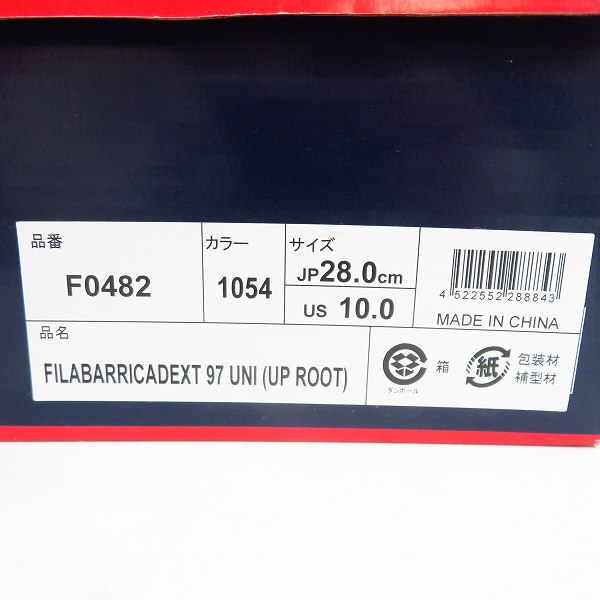 品番
F0482
カラー
1054
サイズ
JP28.0cm
US 10.0
4 522552 288843
MADE IN CHINA
品名
FILABARRICADEXT 97 UNI (UP ROOT)
ダンボール
箱
紙
包装材
補型材